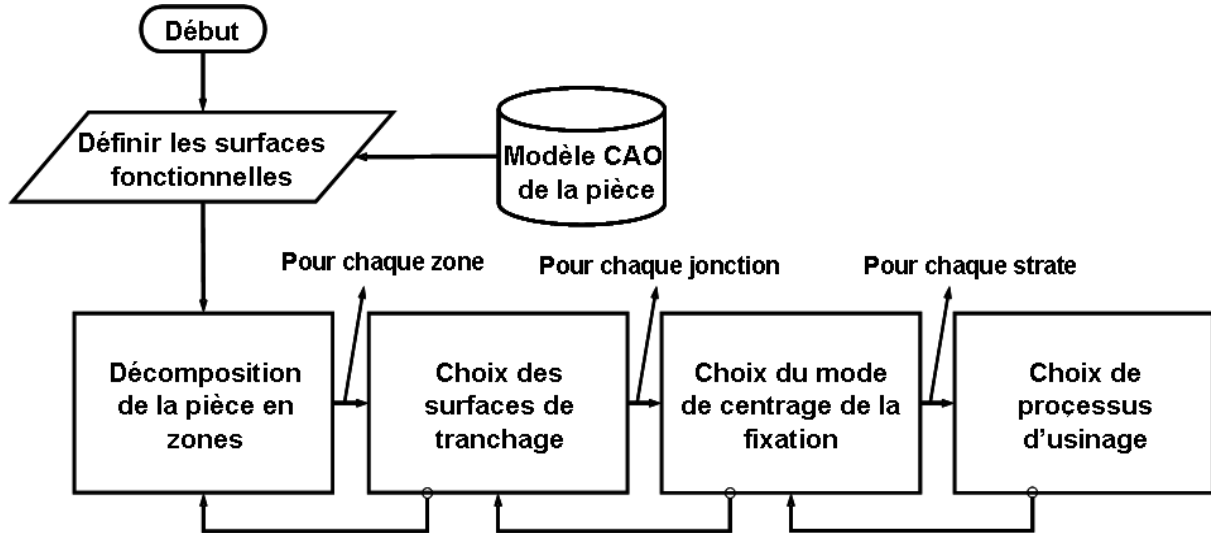 Début
Définir les surfaces
fonctionnelles
Modèle CAO
de la pièce
Pour chaque zone
Pour chaque jonction
Pour chaque strate
Décomposition
de la pièce en
zones
Choix des
surfaces de
tranchage
Choix du mode
de centrage de la
fixation
Choix de
processus
d'usinage